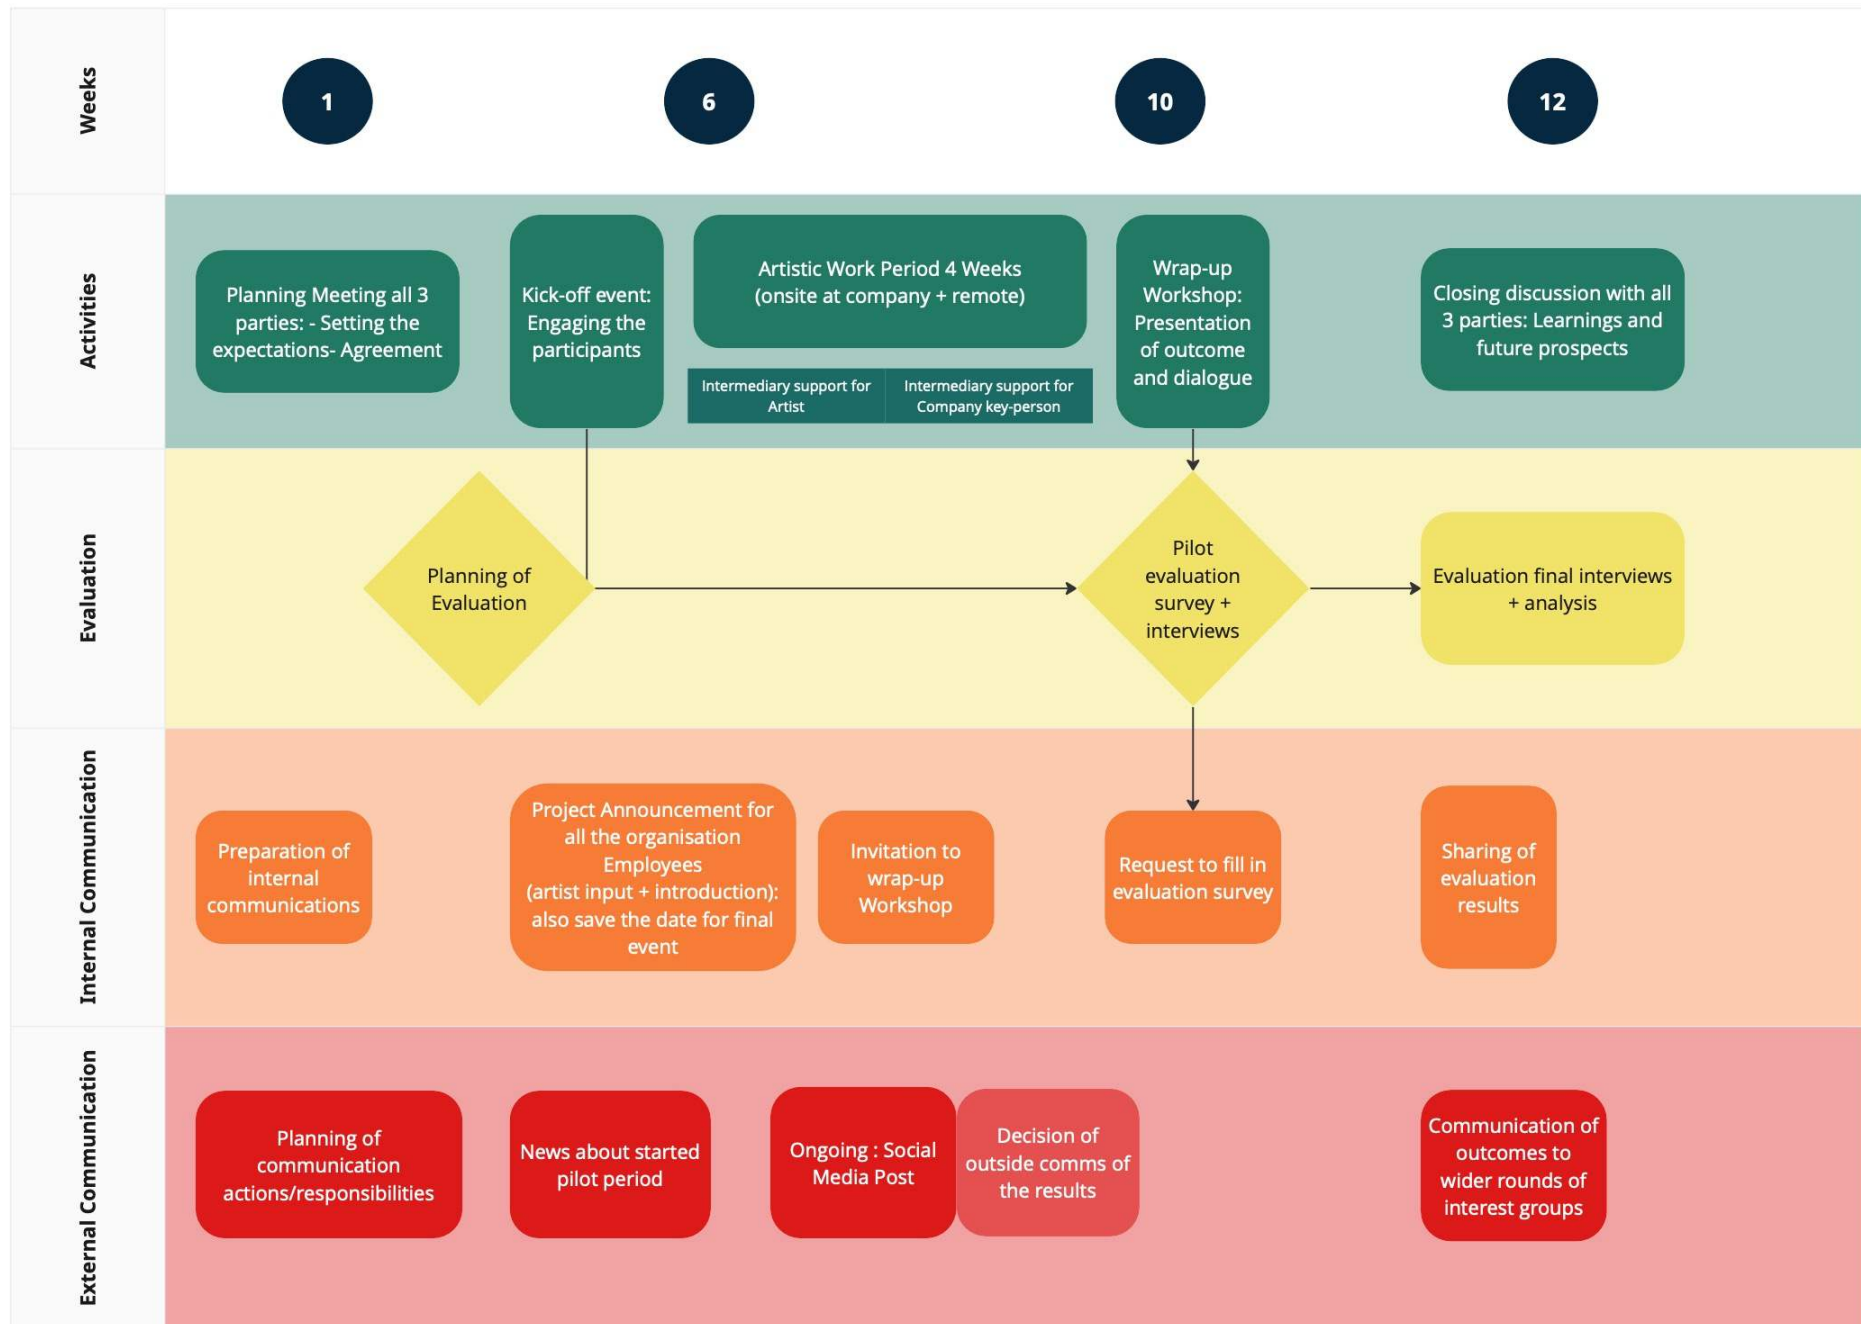 Weeks
1
6
10
12
Activities
Planning Meeting all 3
parties: - Setting the
expectations- Agreement
Kick-off event:
Engaging the
participants
Artistic Work Period 4 Weeks
(onsite at company + remote)
Intermediary support for
Artist
Intermediary support for
Company key-person
Wrap-up
Workshop:
Presentation
of outcome
and dialogue
Closing discussion with all
3 parties: Learnings and
future prospects
Evaluation
Planning of
Evaluation
Pilot
evaluation
survey +
interviews
Evaluation final interviews
+ analysis
Internal Communication
Preparation of
internal
communications
Project Announcement for
all the organisation
Employees
(artist input + introduction):
also save the date for final
event
Invitation to
wrap-up
Workshop
Request to fill in
evaluation survey
Sharing of
evaluation
results
External Communication
Planning of
communication
actions/responsibilities
News about started
pilot period
Ongoing : Social
Media Post
Decision of
outside comms of
the results
Communication of
outcomes to
wider rounds of
interest groups